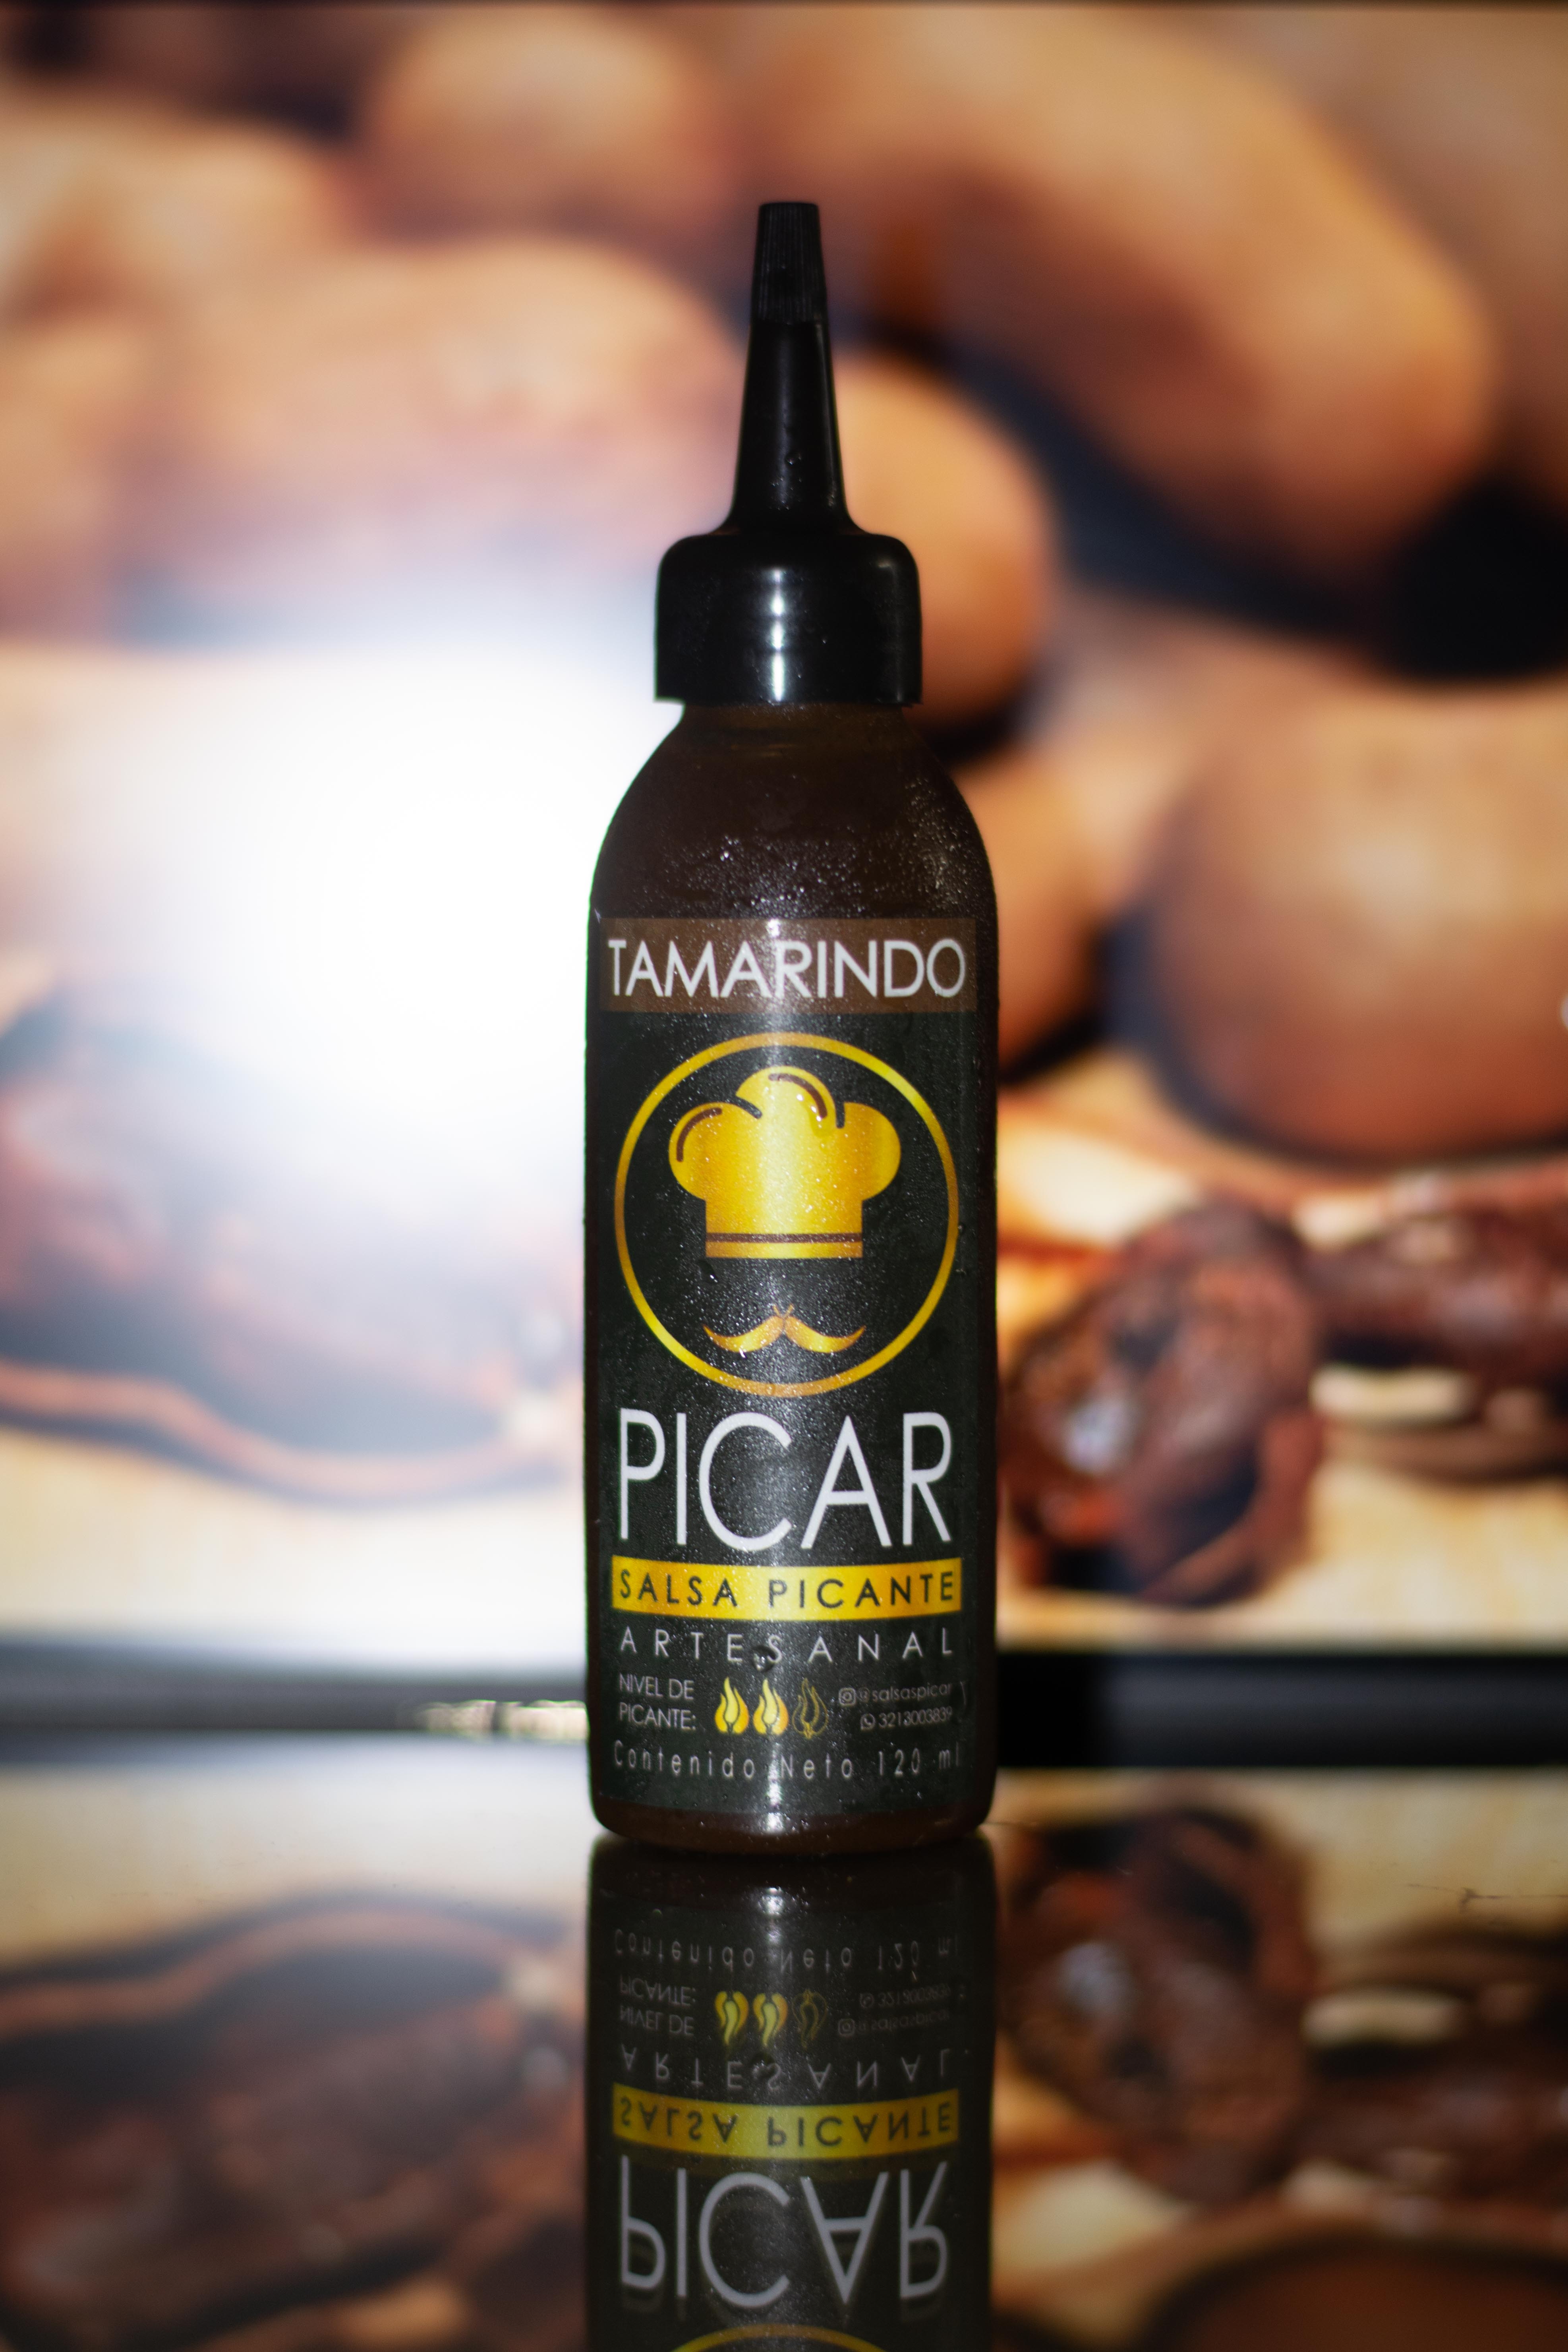 TAMARINDO
PICAR
SALSA PICANTE
ARTESANAL
NIVEL DE
PICANTE:
@salsaspicar
3213003839
Contenido Neto 120 ml